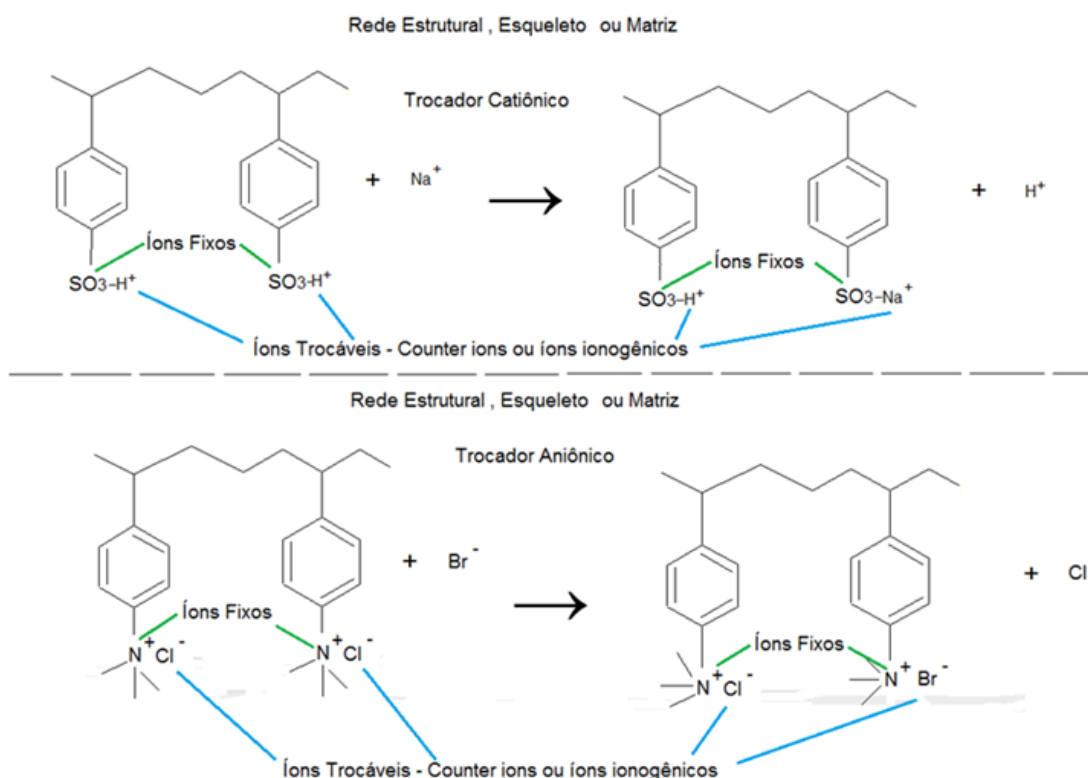 Rede Estrutural , Esqueleto ou Matriz
Trocador Catiônico
+ Na+
+ H+
Íons Fixos
Íons Fixos
SO3-H+
SO3-H+
SO3-H+
SO3-Na+
Íons Trocáveis - Counter ions ou íons ionogênicos
Rede Estrutural , Esqueleto ou Matriz
Trocador Aniônico
+ Br -
+ Cl
Íons Fixos
Íons Fixos
N+ Cl -
N+ Cl -
N+ Cl -
N+ Br -
Íons Trocáveis - Counter ions ou íons ionogênicos